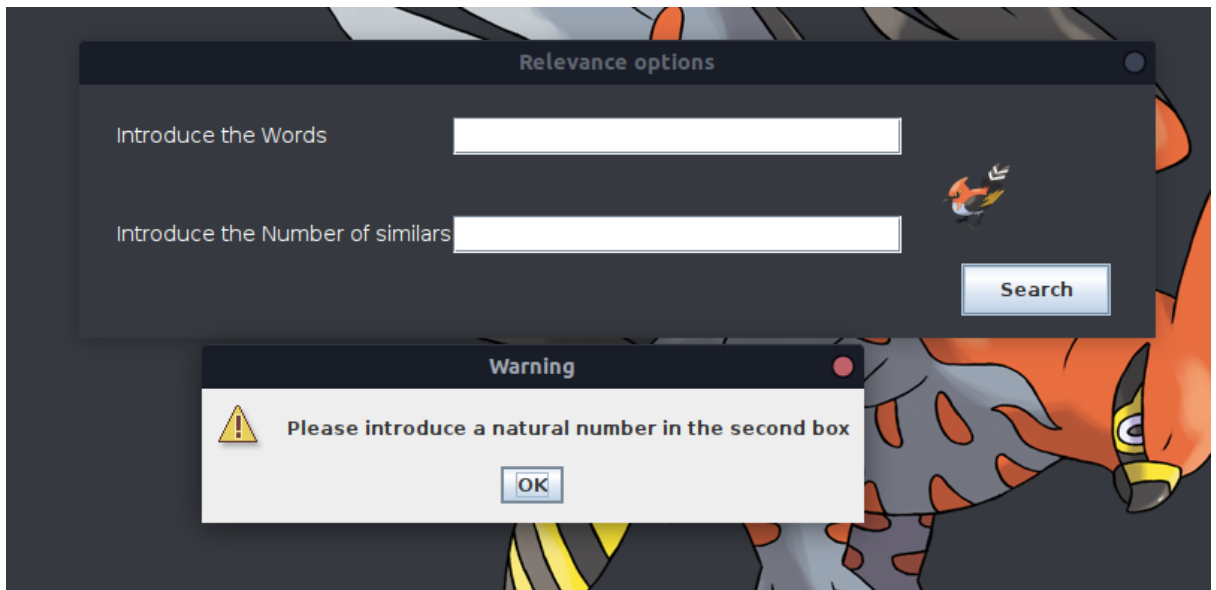 Relevance options
Introduce the Words
Introduce the Number of similars
Search
Warning
Please introduce a natural number in the second box
OK